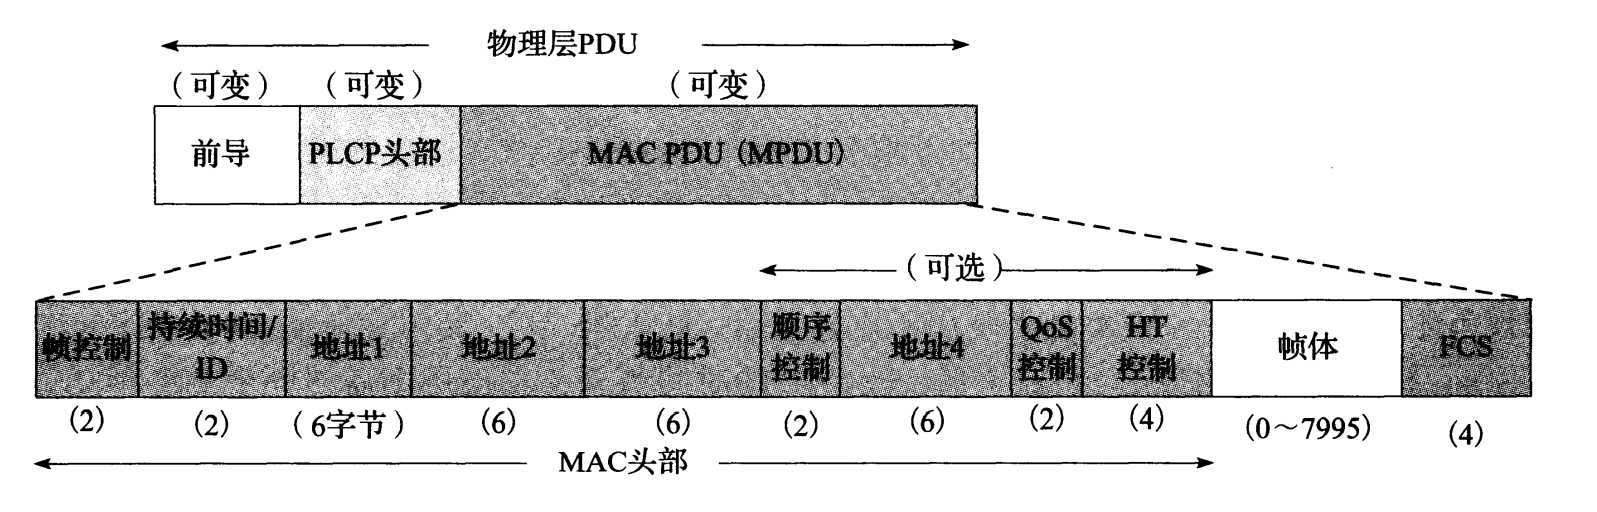 物理层PDU
(可变) (可变) (可变)
前导 PLCP头部 MAC PDU (MPDU)
(可选)
帧控制 持续时间/ID 地址1 地址2 地址3 顺序控制 地址4 QoS控制 HT控制 帧体 FCS
(2) (2) (6字节) (6) (6) (2) (6) (2) (4) (0~7995) (4)
MAC头部